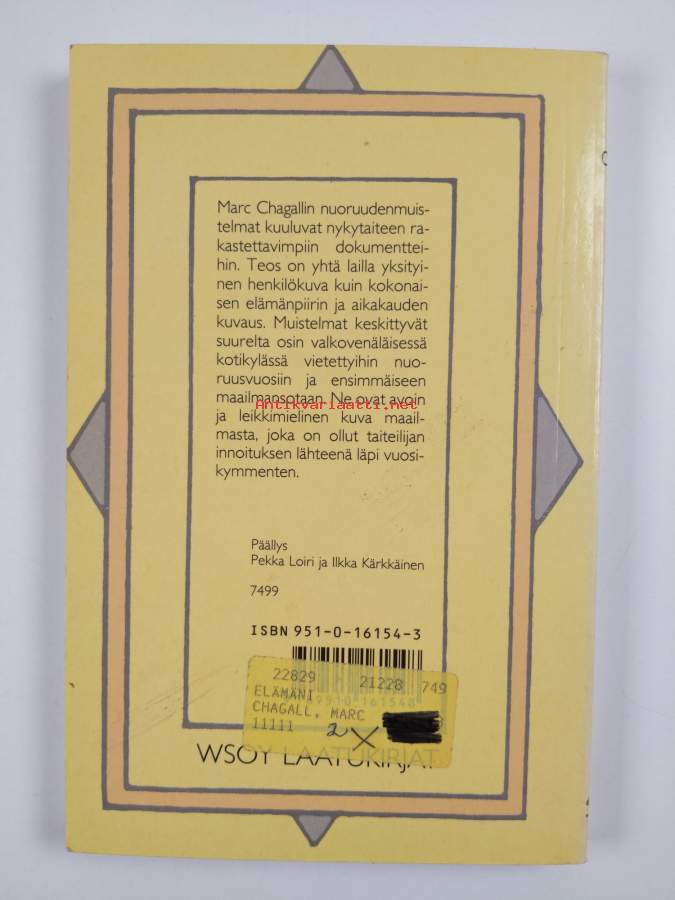 Marc Chagallin nuoruudenmuis-
telmat kuuluvat nykytaiteen ra-
kastettavimpiin dokumenttei-
hin. Teos on yhtä lailla yksityi-
nen henkilökuva kuin kokonai-
sen elämänpiirin ja aikakauden
kuvaus. Muistelmat keskittyvät
suurelta osin valkovenäläisessä
kotikylässä vietettyihin nuo-
ruusvuosiin ja ensimmäiseen
maailmansotaan. Ne ovat avoin
Antikvariaatti.net
ja leikkimielinen kuva maail-
masta, joka on ollut taiteilijan
innoituksen lähteenä läpi vuosi-
kymmenten.
Päällys
Pekka Loiri ja Ilkka Kärkkäinen
7499
ISBN 951-0-16154-3
22829 21228 749
ELÄMÄNI
CHAGALL, MARC
11111
2 X
WSOY LAATUKIRJAT